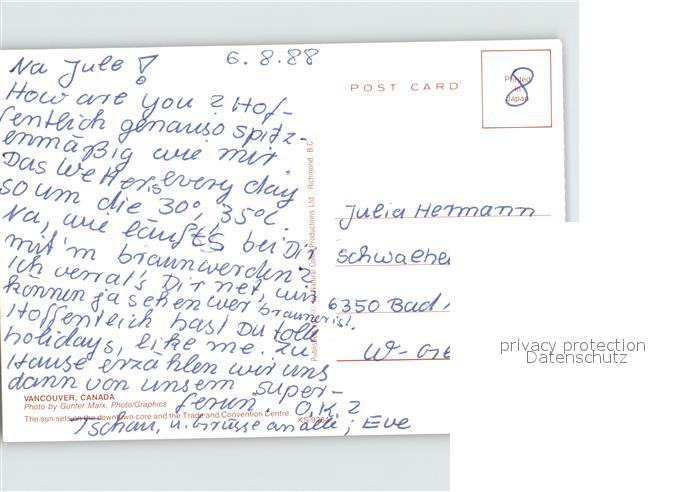 Na Jule! 6.8.88
How are you? Hof-
fentlich genauso spitz-
enmäßig wie mir.
Das Wetter is every day
so um die 30°, 35°C.
Na, wie läuft's bei Dir
mit'm braunwerden?
Ich verrat's Dir net, wir
können ja sehen wer brauner ist.
Hoffentlich hast Du tolle
holidays, like me. Zu
Hause erzählen wir uns
dann von unsern super-
ferien. O.K.?
Tschau, u. Grüsse an alle; Eve
VANCOUVER, CANADA
Photo by Gunter Marx, Photo/Graphics
The sun sets on the downtown core and the Trade and Convention Centre.
Natural Color Productions Ltd., Richmond, B.C.
POST CARD
Printed
in
Japan
8
Julia Hermann
Schwalbe
6350 Bad
W-
privacy protection
Datenschutz